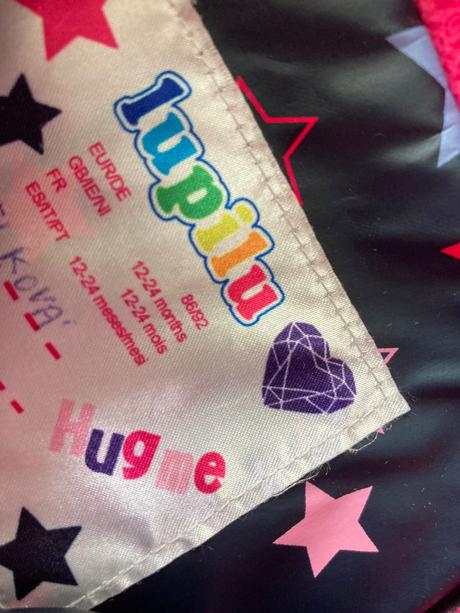 lupilu
EUR/DE 86/92
GB/IE/NI 12-24 months
FR 12-24 mois
ES/IT/PT 12-24 meses/mesi
KOVÁ
Hug me